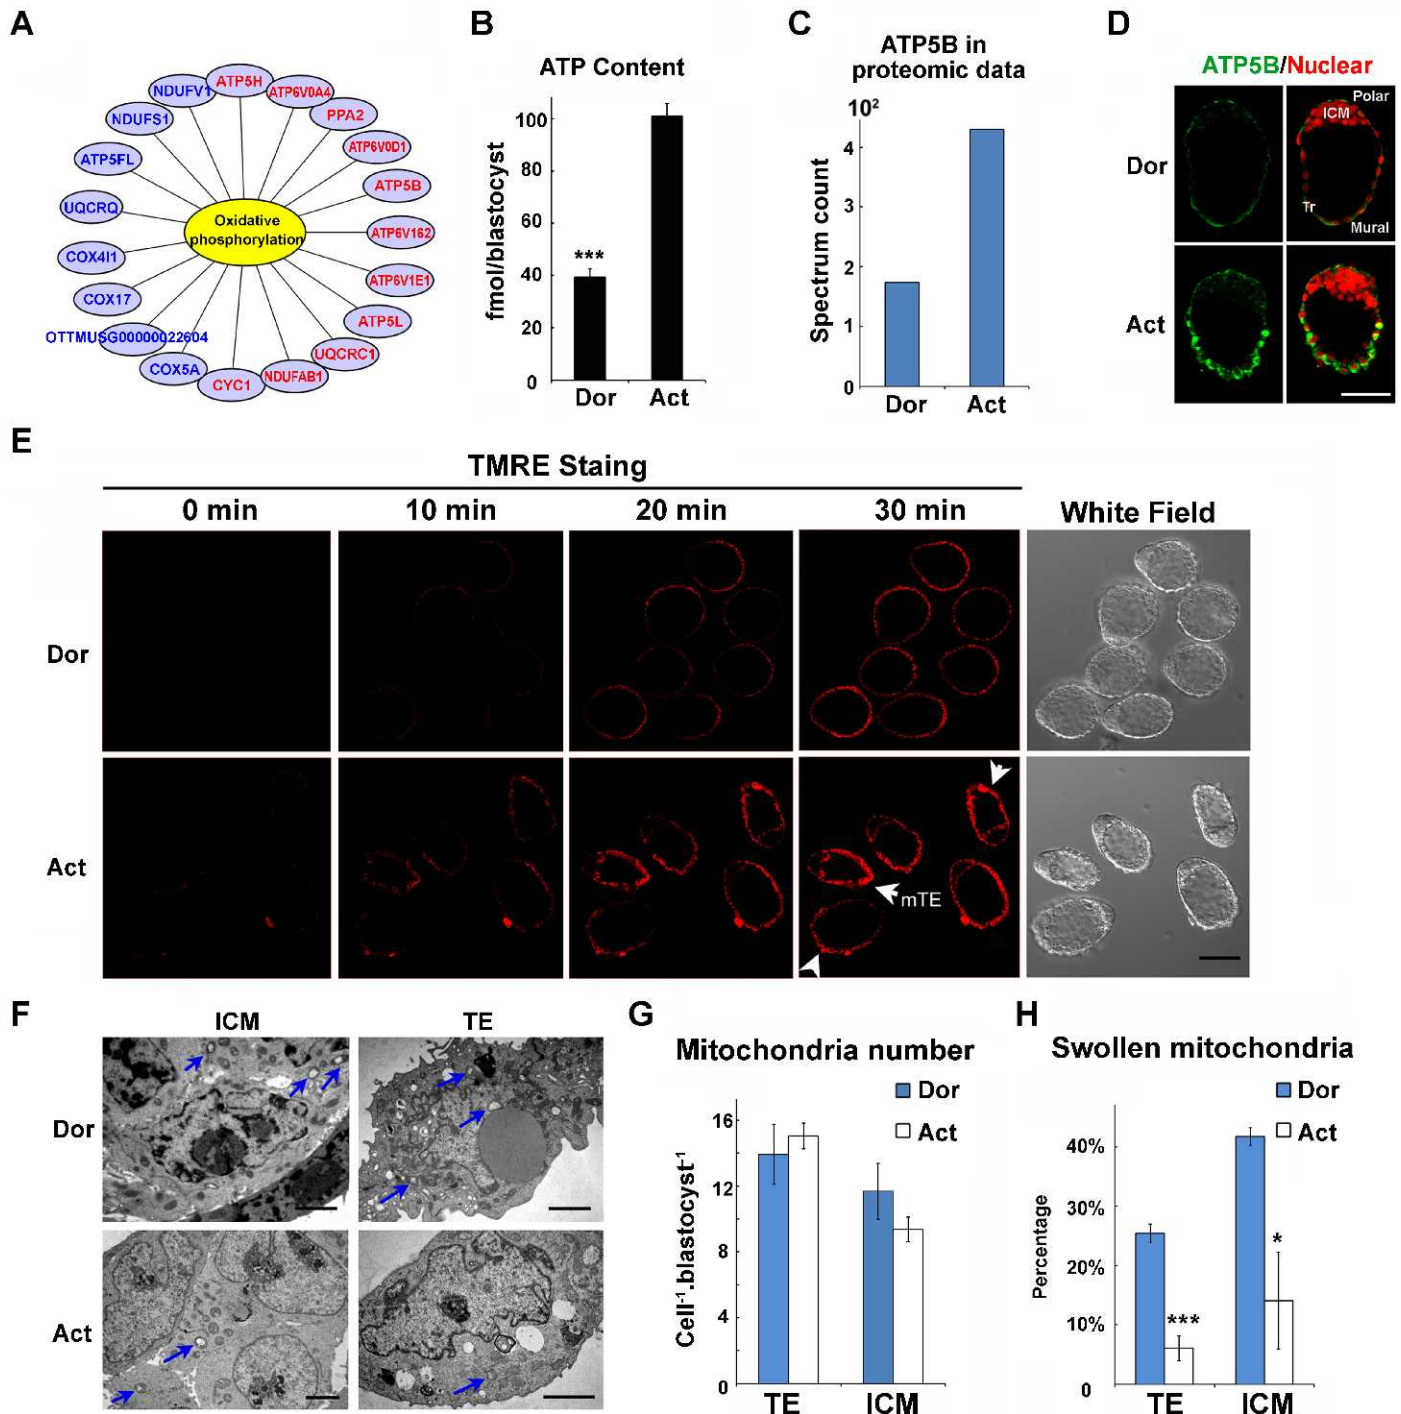 A
NDUFV1
ATP5H
ATP6V0A4
NDUFS1
PPA2
ATP5FL
ATP6V0D1
UQCRQ
ATP5B
Oxidative
phosphorylation
COX4I1
ATP6V162
COX17
ATP6V1E1
OTTMUSG00000022604
ATP5L
COX5A
UQCRC1
CYC1
NDUFAB1
B
ATP Content
fmol/blastocyst
100
80
60
40
20
0
***
Dor
Act
C
ATP5B in
proteomic data
10²
Spectrum count
4
3
2
1
0
Dor
Act
D
ATP5B/Nuclear
Polar
ICM
Dor
Tr
Mural
Act
E
TMRE Staing
0 min
10 min
20 min
30 min
White Field
Dor
Act
mTE
F
ICM
TE
Dor
Act
G
Mitochondria number
Dor
Act
Cell⁻¹.blastocyst⁻¹
16
12
8
4
0
TE
ICM
H
Swollen mitochondria
Dor
Act
Percentage
40%
30%
20%
10%
0
***
*
TE
ICM